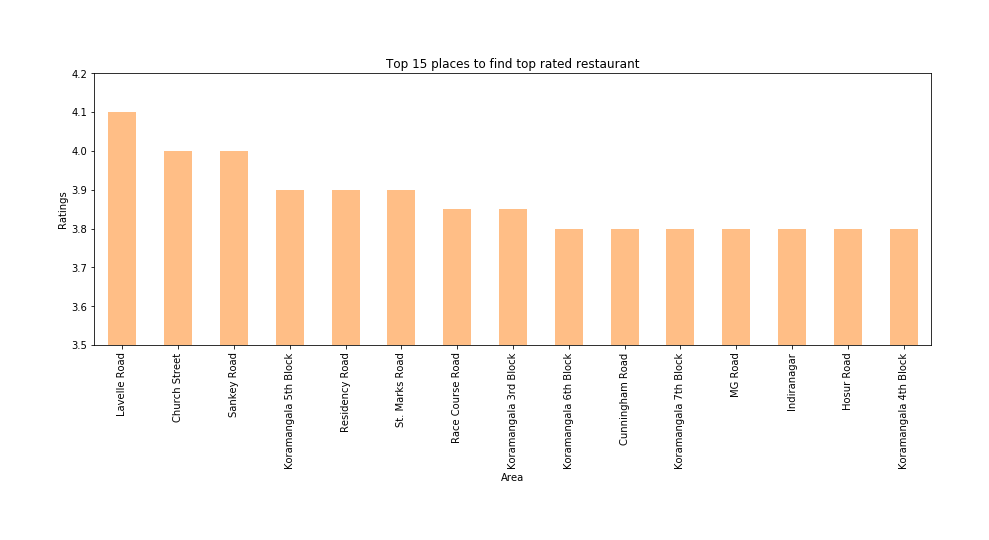 Top 15 places to find top rated restaurant
4.2
4.1
4.0
3.9
3.8
3.7
3.6
3.5
Ratings
Lavelle Road
Church Street
Sankey Road
Koramangala 5th Block
Residency Road
St. Marks Road
Race Course Road
Koramangala 3rd Block
Koramangala 6th Block
Cunningham Road
Koramangala 7th Block
MG Road
Indiranagar
Hosur Road
Koramangala 4th Block
Area